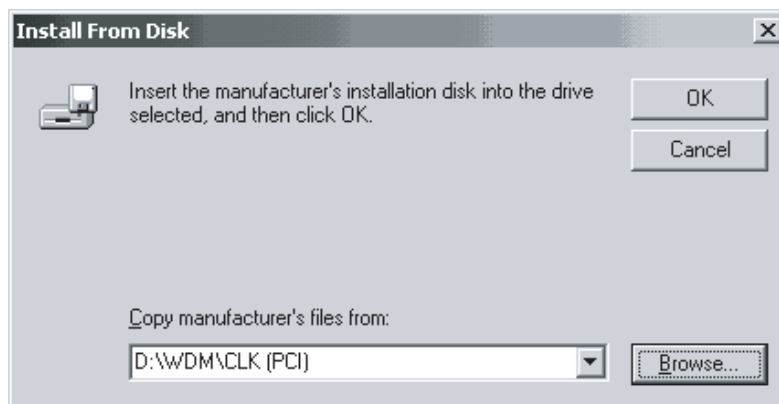 Install From Disk
Insert the manufacturer's installation disk into the drive
selected, and then click OK.
OK
Cancel
Copy manufacturer's files from:
D:\WDM\CLK (PCI)
Browse...